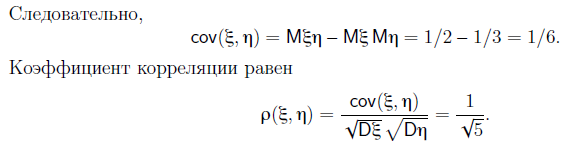 Следовательно,
cov(ξ, η) = Mξη − Mξ Mη = 1/2 − 1/3 = 1/6.
Коэффициент корреляции равен
ρ(ξ, η) = cov(ξ, η) / √Dξ √Dη = 1 / √5.